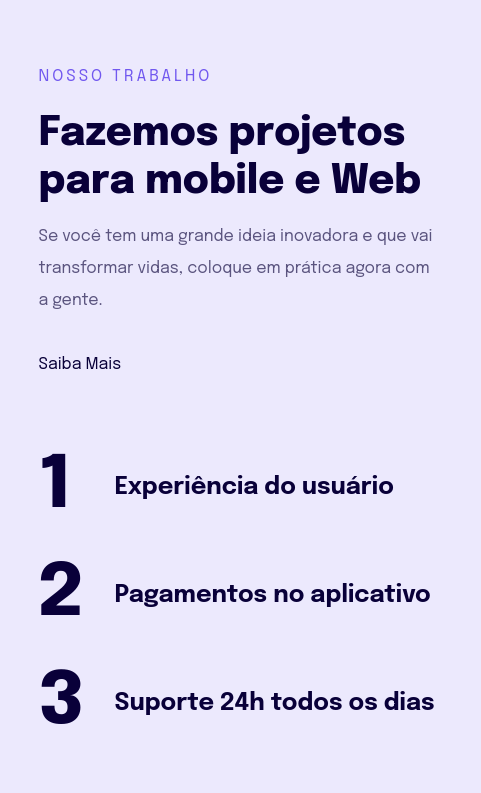 NOSSO TRABALHO
Fazemos projetos
para mobile e Web
Se você tem uma grande ideia inovadora e que vai
transformar vidas, coloque em prática agora com
a gente.
Saiba Mais
1 Experiência do usuário
2 Pagamentos no aplicativo
3 Suporte 24h todos os dias